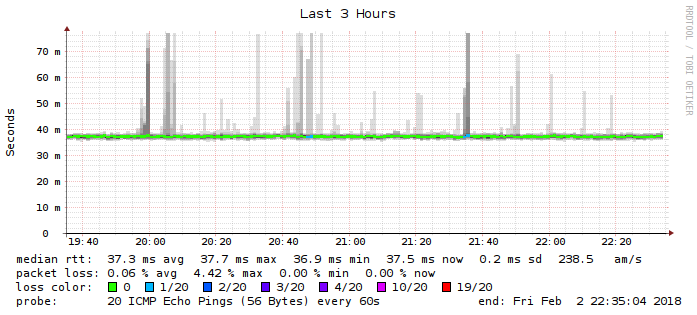 Last 3 Hours
RRDTOOL / TOBI OETIKER
Seconds
70 m
60 m
50 m
40 m
30 m
20 m
10 m
0
19:40 20:00 20:20 20:40 21:00 21:20 21:40 22:00 22:20
median rtt: 37.3 ms avg 37.7 ms max 36.9 ms min 37.5 ms now 0.2 ms sd 238.5 am/s
packet loss: 0.06 % avg 4.42 % max 0.00 % min 0.00 % now
loss color: 0 1/20 2/20 3/20 4/20 10/20 19/20
probe: 20 ICMP Echo Pings (56 Bytes) every 60s end: Fri Feb 2 22:35:04 2018